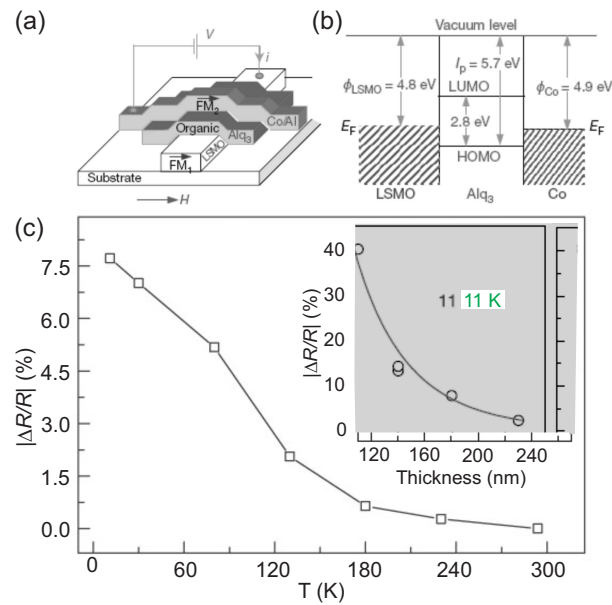 (a)
V
i
FM2
Co/Al
Organic
Alq3
FM1
LSMO
Substrate
H
(b)
Vacuum level
ϕLSMO = 4.8 eV
Ip = 5.7 eV
LUMO
ϕCo = 4.9 eV
EF
2.8 eV
EF
HOMO
LSMO
Alq3
Co
(c)
|ΔR/R| (%)
7.5
6.0
4.5
3.0
1.5
0.0
0
60
120
180
240
300
T (K)
|ΔR/R| (%)
40
30
20
10
0
11 11 K
120
160
200
240
Thickness (nm)